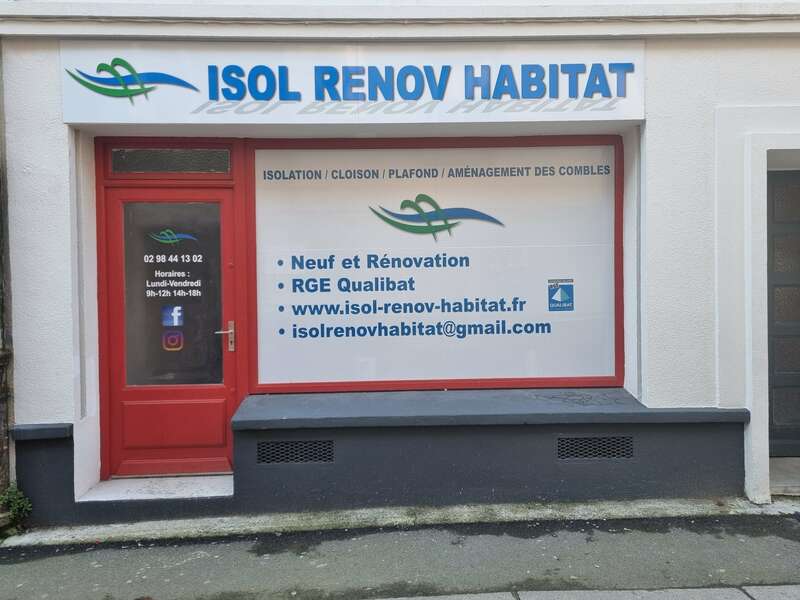 ISOL RENOV HABITAT
ISOLATION / CLOISON / PLAFOND / AMÉNAGEMENT DES COMBLES
• Neuf et Rénovation
• RGE Qualibat
• www.isol-renov-habitat.fr
• isolrenovhabitat@gmail.com
QUALIBAT
02 98 44 13 02
Horaires :
Lundi-Vendredi
9h-12h 14h-18h